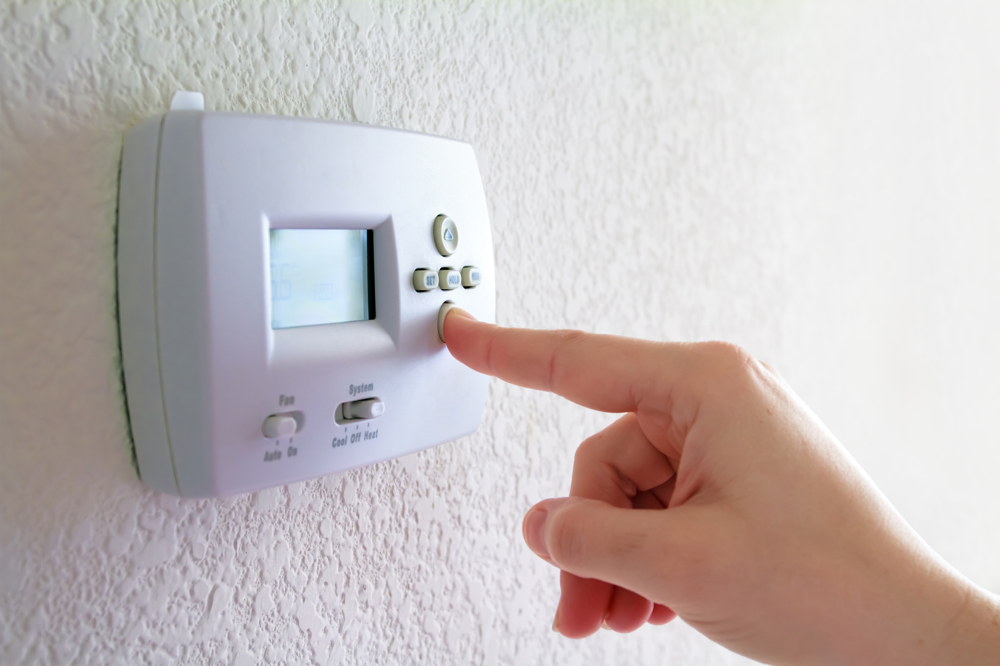 SET HOLD RUN
System
Fan
Cool Off Heat
Auto On